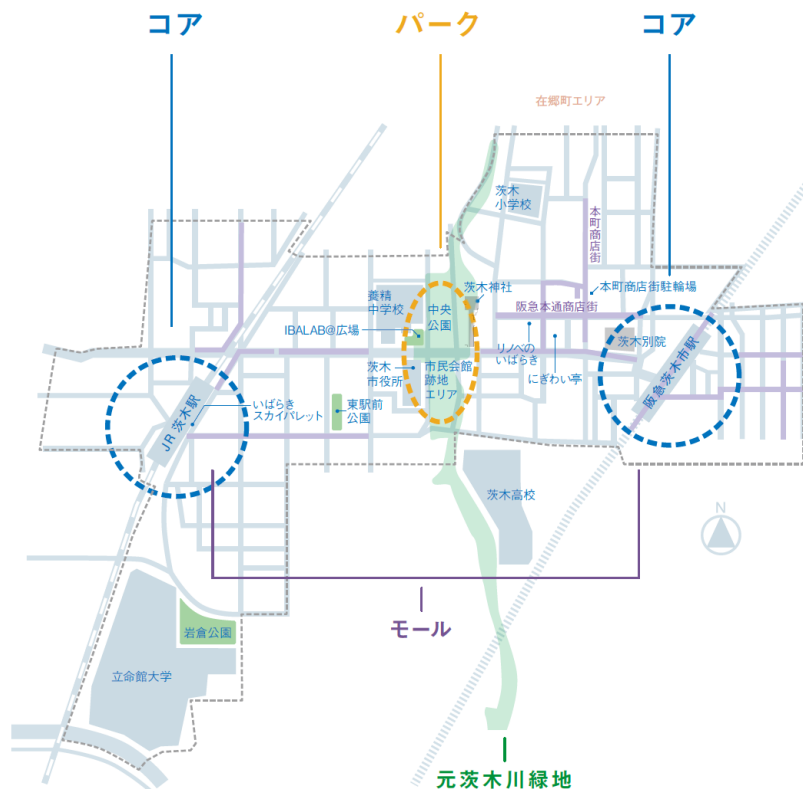 コア
パーク
コア
在郷町エリア
茨木
小学校
本町商店街
養精
中学校
中央
公園
茨木神社
阪急本通商店街
本町商店街駐輪場
IBALAB@広場
リノベの
いばらき
にぎわい亭
茨木別院
阪急茨木市駅
茨木
市役所
市民会館
跡地
エリア
JR 茨木駅
いばらき
スカイパレット
東駅前
公園
茨木高校
N
モール
岩倉公園
立命館大学
元茨木川緑地